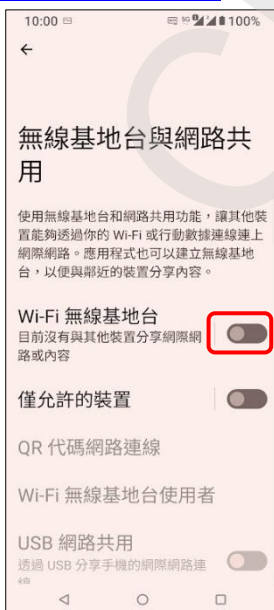 10:00 5G 100%
無線基地台與網路共
用
使用無線基地台和網路共用功能，讓其他裝
置能夠透過你的 Wi-Fi 或行動數據連線連上
網際網路。應用程式也可以建立無線基地
台，以便與鄰近的裝置分享內容。
Wi-Fi 無線基地台
目前沒有與其他裝置分享網際網
路或內容
僅允許的裝置
QR 代碼網路連線
Wi-Fi 無線基地台使用者
USB 網路共用
透過 USB 分享手機的網際網路連